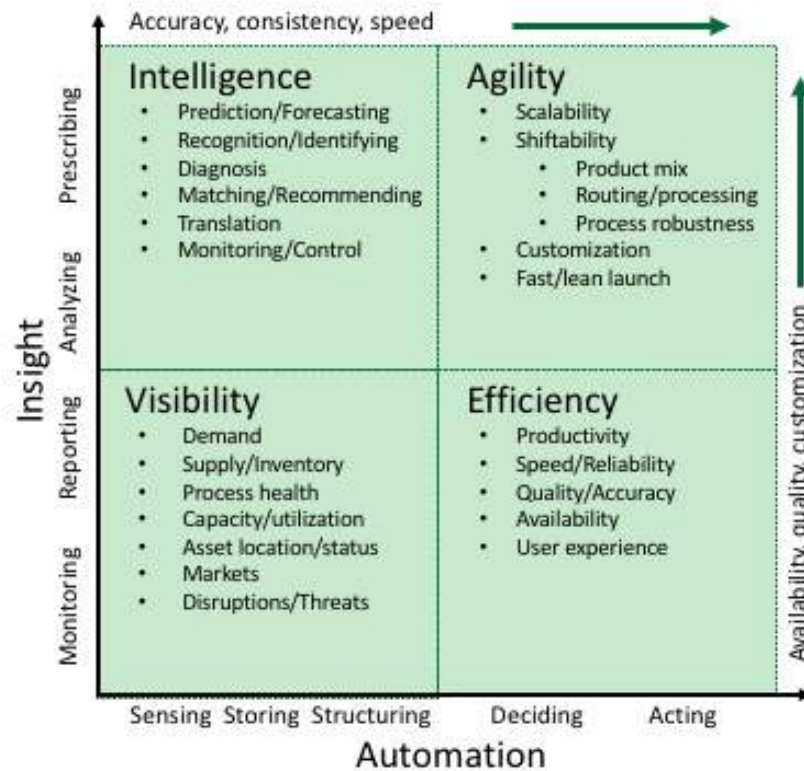 Accuracy, consistency, speed
Intelligence
• Prediction/Forecasting
• Recognition/Identifying
• Diagnosis
• Matching/Recommending
• Translation
• Monitoring/Control
Agility
• Scalability
• Shiftability
• Product mix
• Routing/processing
• Process robustness
• Customization
• Fast/lean launch
Visibility
• Demand
• Supply/Inventory
• Process health
• Capacity/utilization
• Asset location/status
• Markets
• Disruptions/Threats
Efficiency
• Productivity
• Speed/Reliability
• Quality/Accuracy
• Availability
• User experience
Insight
Prescribing
Analyzing
Reporting
Monitoring
Availability, quality, customization
Sensing Storing Structuring Deciding Acting
Automation